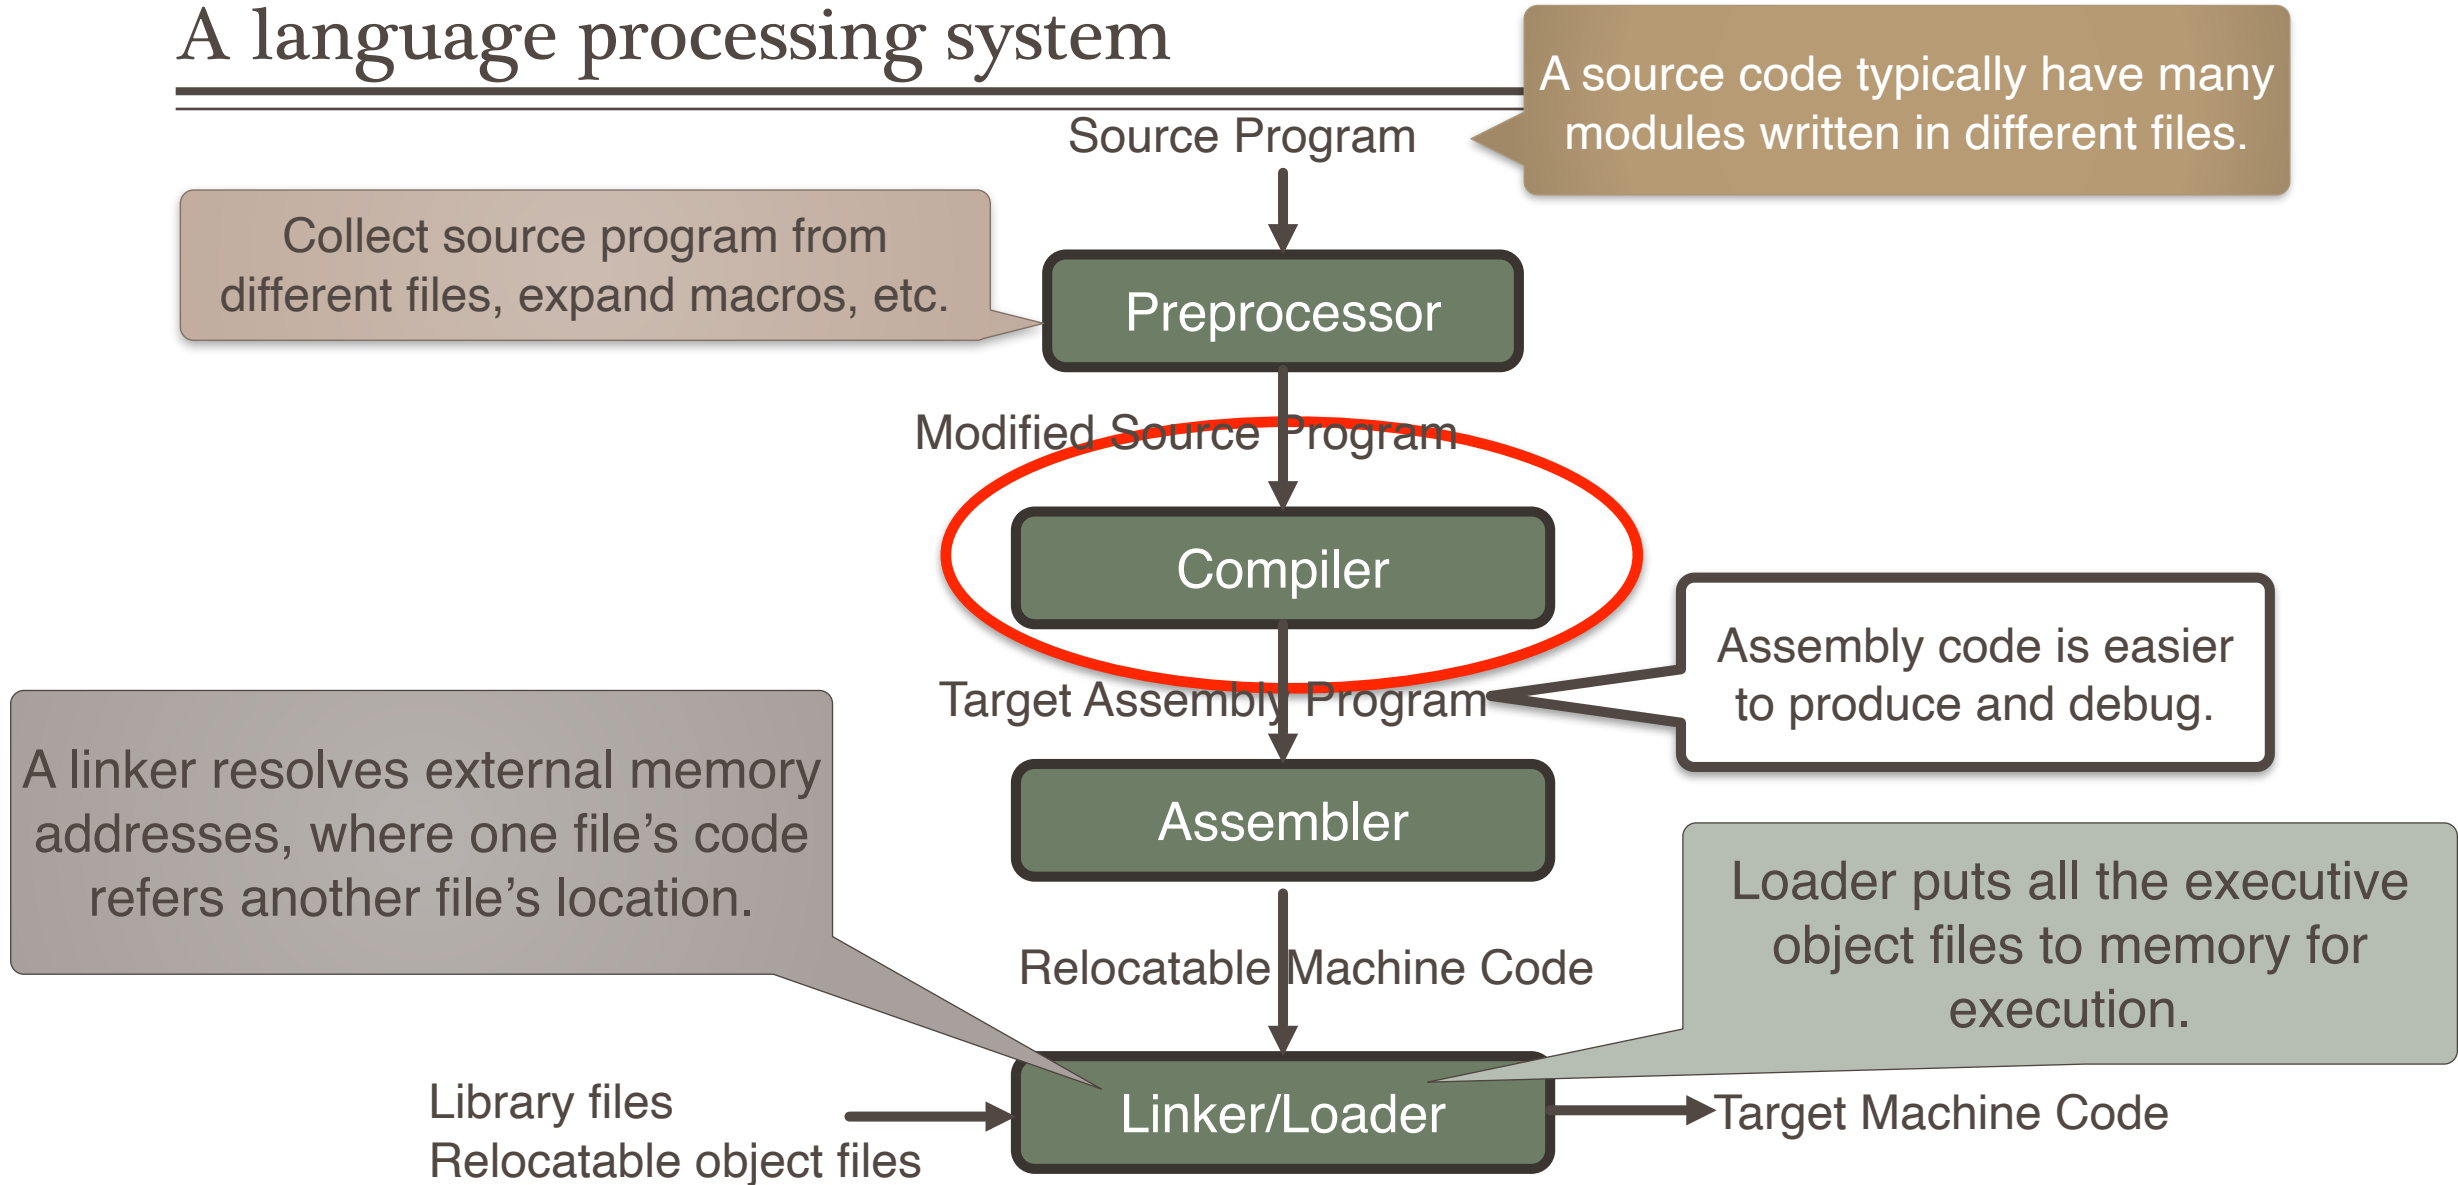 A language processing system
A source code typically have many
modules written in different files.
Source Program
Collect source program from
different files, expand macros, etc.
Preprocessor
Modified Source Program
Compiler
Assembly code is easier
to produce and debug.
Target Assembly Program
A linker resolves external memory
addresses, where one file’s code
refers another file’s location.
Assembler
Loader puts all the executive
object files to memory for
execution.
Relocatable Machine Code
Library files
Relocatable object files
Linker/Loader
Target Machine Code